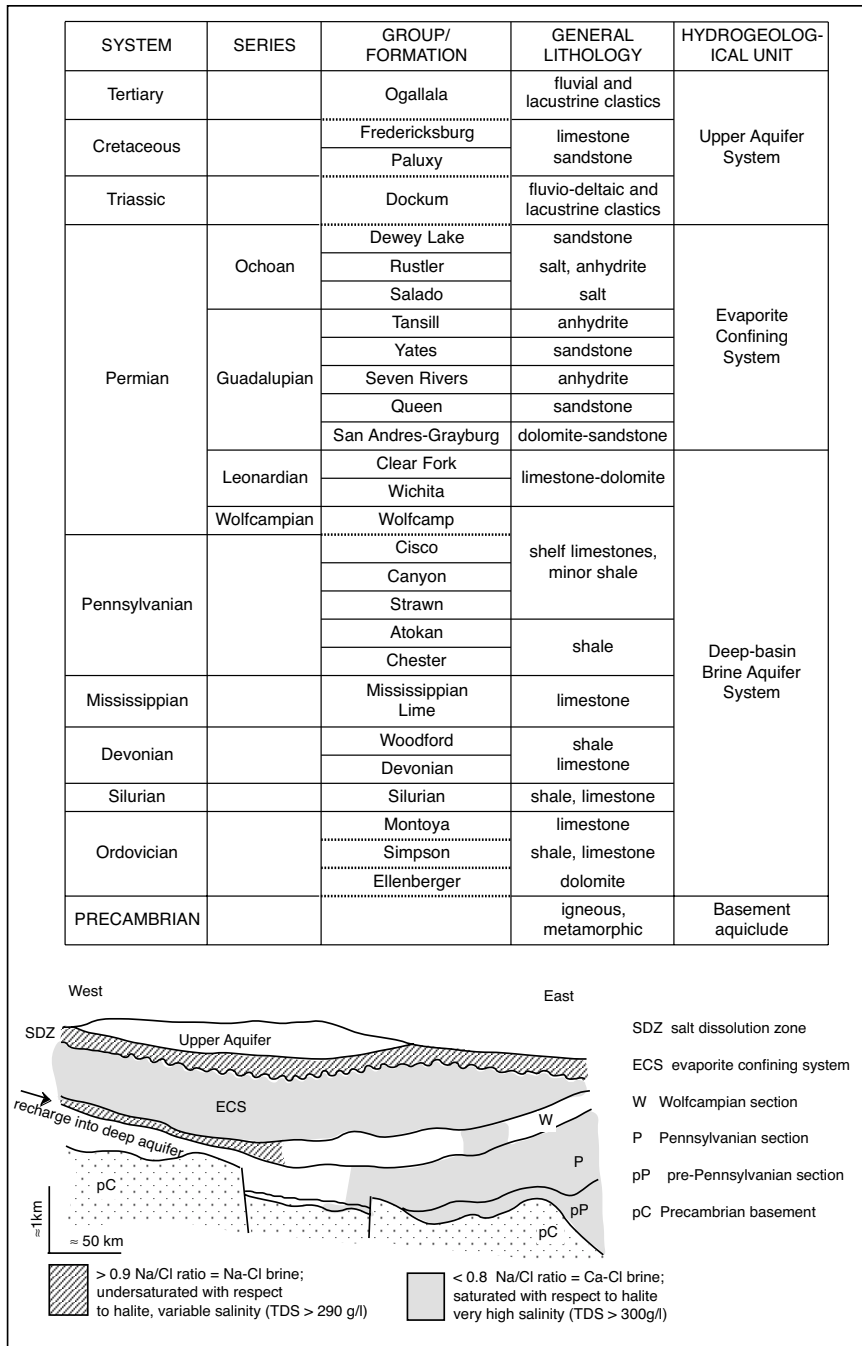 SYSTEM SERIES GROUP/ GENERAL HYDROGEOLOG-
FORMATION LITHOLOGY ICAL UNIT
Tertiary Ogallala fluvial and
lacustrine clastics
Upper Aquifer
System
Cretaceous Fredericksburg limestone
Paluxy sandstone
Triassic Dockum fluvio-deltaic and
lacustrine clastics
Permian Ochoan Dewey Lake sandstone
Rustler salt, anhydrite
Salado salt
Evaporite
Confining
System
Guadalupian Tansill anhydrite
Yates sandstone
Seven Rivers anhydrite
Queen sandstone
San Andres-Grayburg dolomite-sandstone
Leonardian Clear Fork limestone-dolomite
Wichita
Wolfcampian Wolfcamp
shelf limestones,
minor shale
Pennsylvanian Cisco
Canyon
Strawn
Atokan shale
Chester
Deep-basin
Brine Aquifer
System
Mississippian Mississippian
Lime limestone
Devonian Woodford shale
Devonian limestone
Silurian Silurian shale, limestone
Ordovician Montoya limestone
Simpson shale, limestone
Ellenberger dolomite
PRECAMBRIAN igneous, Basement
metamorphic aquiclude
West East
SDZ Upper Aquifer
ECS
W
recharge into deep aquifer
P
pC
pP
pC
≈1km
≈ 50 km
SDZ salt dissolution zone
ECS evaporite confining system
W Wolfcampian section
P Pennsylvanian section
pP pre-Pennsylvanian section
pC Precambrian basement
> 0.9 Na/Cl ratio = Na-Cl brine;
undersaturated with respect
to halite, variable salinity (TDS > 290 g/l)
< 0.8 Na/Cl ratio = Ca-Cl brine;
saturated with respect to halite
very high salinity (TDS > 300g/l)